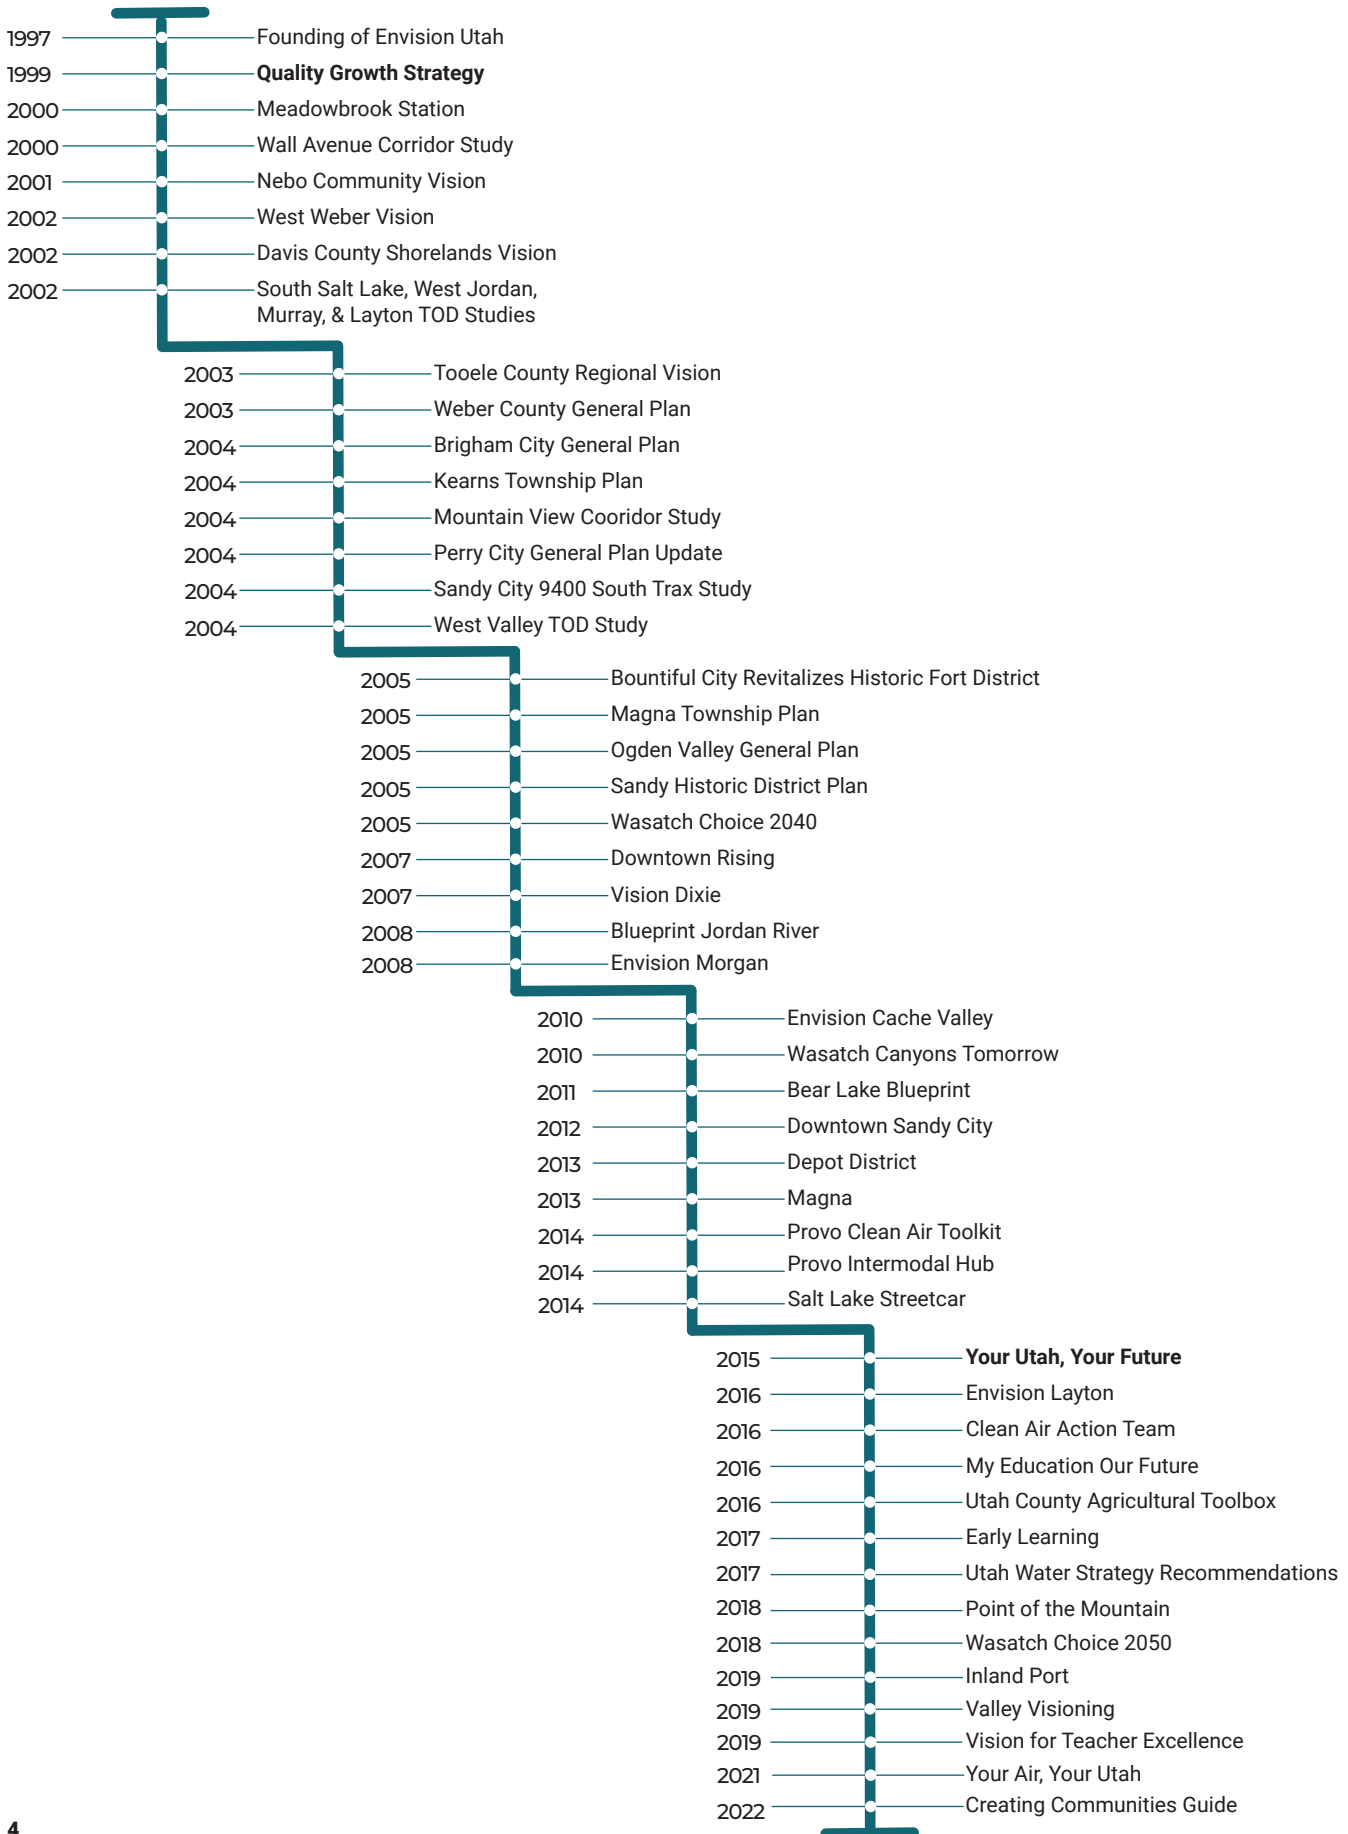 1997 Founding of Envision Utah
1999 Quality Growth Strategy
2000 Meadowbrook Station
2000 Wall Avenue Corridor Study
2001 Nebo Community Vision
2002 West Weber Vision
2002 Davis County Shorelands Vision
2002 South Salt Lake, West Jordan,
Murray, & Layton TOD Studies
2003 Tooele County Regional Vision
2003 Weber County General Plan
2004 Brigham City General Plan
2004 Kearns Township Plan
2004 Mountain View Cooridor Study
2004 Perry City General Plan Update
2004 Sandy City 9400 South Trax Study
2004 West Valley TOD Study
2005 Bountiful City Revitalizes Historic Fort District
2005 Magna Township Plan
2005 Ogden Valley General Plan
2005 Sandy Historic District Plan
2005 Wasatch Choice 2040
2007 Downtown Rising
2007 Vision Dixie
2008 Blueprint Jordan River
2008 Envision Morgan
2010 Envision Cache Valley
2010 Wasatch Canyons Tomorrow
2011 Bear Lake Blueprint
2012 Downtown Sandy City
2013 Depot District
2013 Magna
2014 Provo Clean Air Toolkit
2014 Provo Intermodal Hub
2014 Salt Lake Streetcar
2015 Your Utah, Your Future
2016 Envision Layton
2016 Clean Air Action Team
2016 My Education Our Future
2016 Utah County Agricultural Toolbox
2017 Early Learning
2017 Utah Water Strategy Recommendations
2018 Point of the Mountain
2018 Wasatch Choice 2050
2019 Inland Port
2019 Valley Visioning
2019 Vision for Teacher Excellence
2021 Your Air, Your Utah
2022 Creating Communities Guide
4